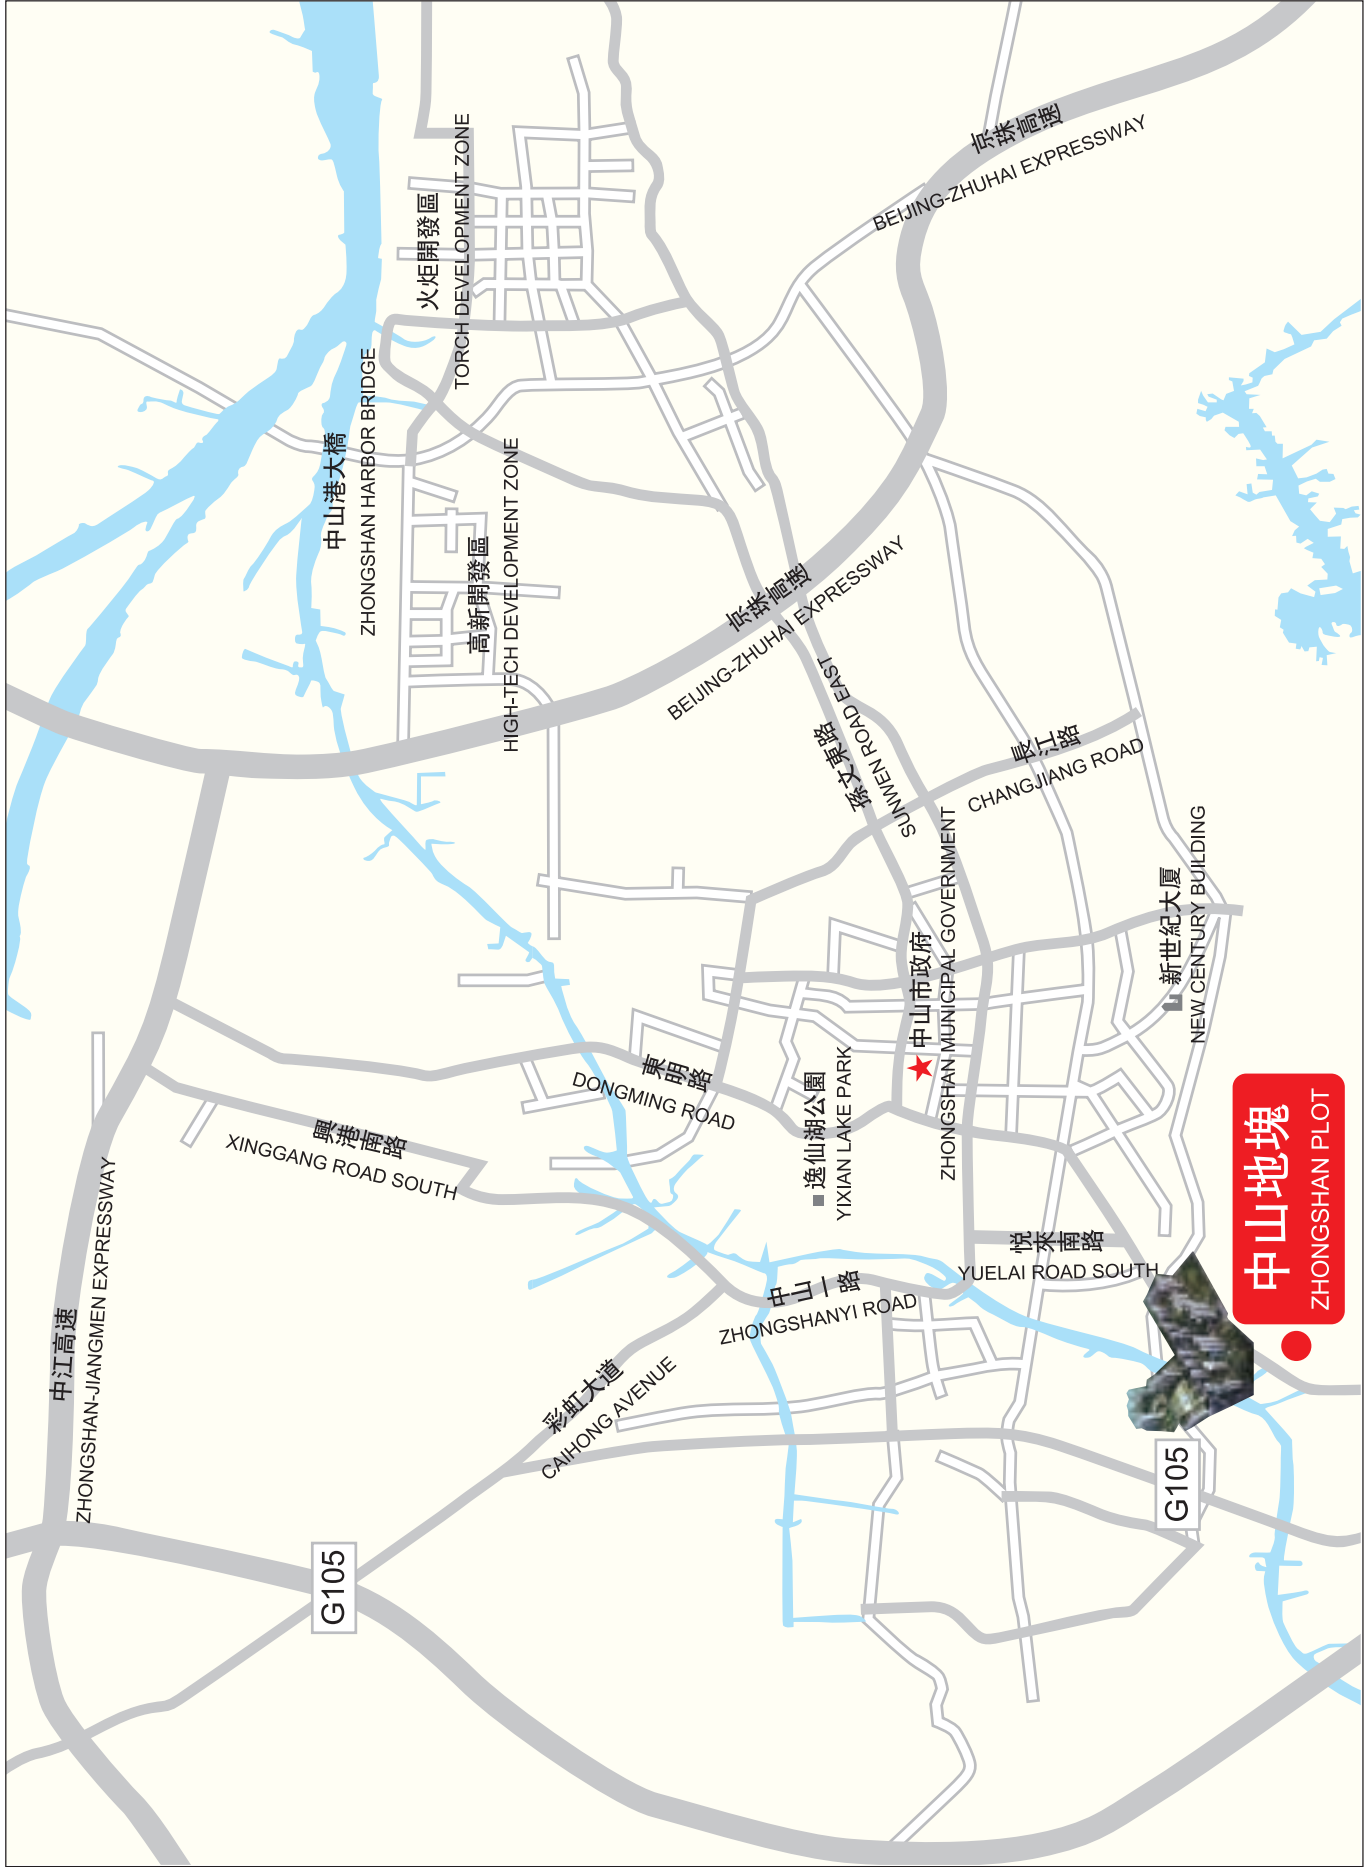 中江高速
ZHONGSHAN-JIANGMEN EXPRESSWAY
G105
興港南路
XINGGANG ROAD SOUTH
中山港大橋
ZHONGSHAN HARBOR BRIDGE
火炬開發區
TORCH DEVELOPMENT ZONE
高新開發區
HIGH-TECH DEVELOPMENT ZONE
彩虹大道
CAIHONG AVENUE
東明路
DONGMING ROAD
京珠高速
BEIJING-ZHUHAI EXPRESSWAY
中山一路
ZHONGSHANYI ROAD
逸仙湖公園
YIXIAN LAKE PARK
孫文東路
SUNWEN ROAD EAST
中山市政府
ZHONGSHAN MUNICIPAL GOVERNMENT
京珠高速
BEIJING-ZHUHAI EXPRESSWAY
悦來南路
YUELAI ROAD SOUTH
長江路
CHANGJIANG ROAD
G105
新世紀大厦
NEW CENTURY BUILDING
中山地塊
ZHONGSHAN PLOT